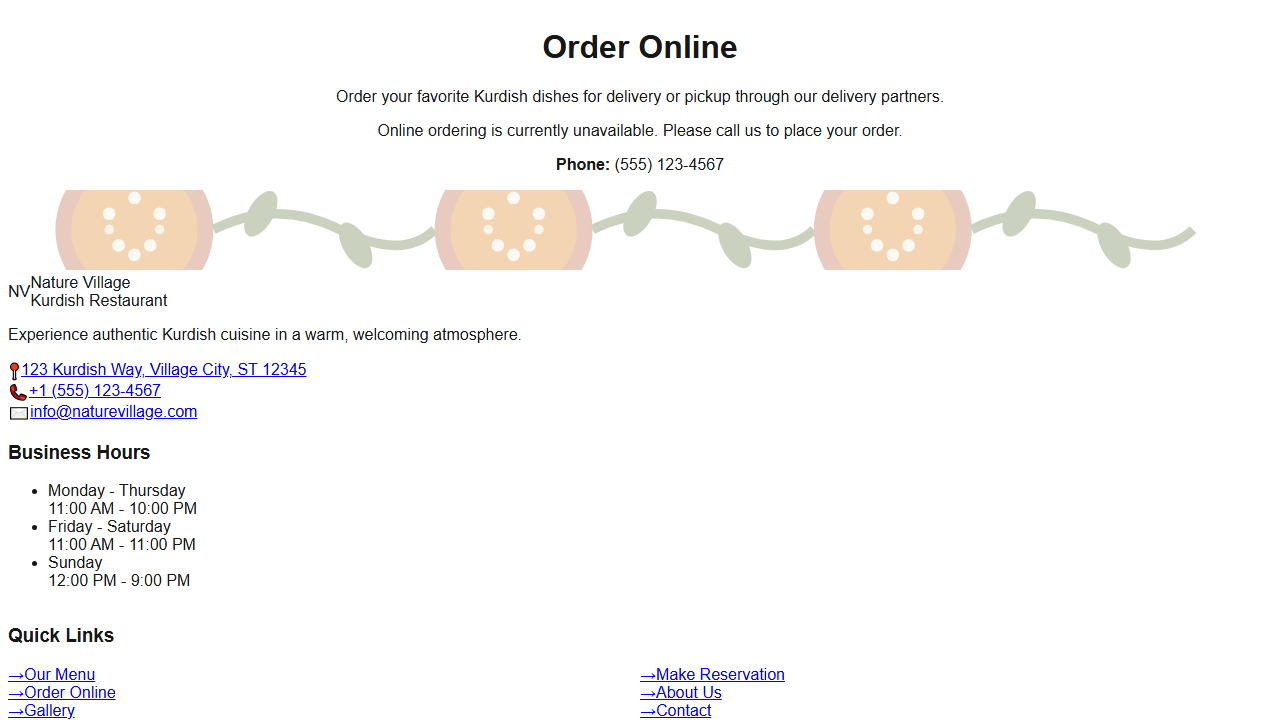 Order Online
Order your favorite Kurdish dishes for delivery or pickup through our delivery partners.
Online ordering is currently unavailable. Please call us to place your order.
Phone: (555) 123-4567
NV
Nature Village
Kurdish Restaurant
Experience authentic Kurdish cuisine in a warm, welcoming atmosphere.
123 Kurdish Way, Village City, ST 12345
+1 (555) 123-4567
info@naturevillage.com
Business Hours
• Monday - Thursday
11:00 AM - 10:00 PM
• Friday - Saturday
11:00 AM - 11:00 PM
• Sunday
12:00 PM - 9:00 PM
Quick Links
→Our Menu
→Make Reservation
→Order Online
→About Us
→Gallery
→Contact